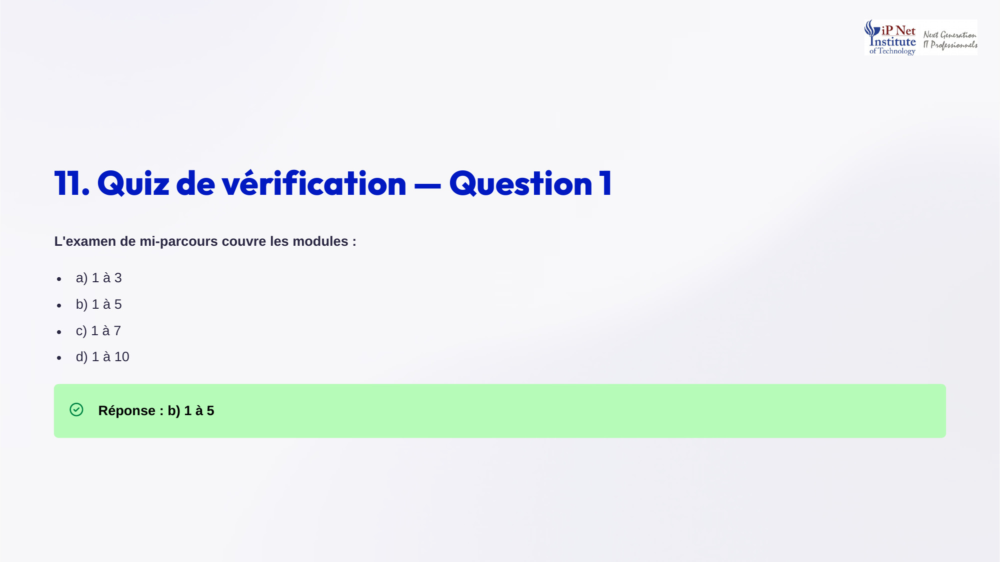 iP Net
Institute
of Technology
Next Generation
IT Professionnels
11. Quiz de vérification — Question 1
L'examen de mi-parcours couvre les modules :
• a) 1 à 3
• b) 1 à 5
• c) 1 à 7
• d) 1 à 10
Réponse : b) 1 à 5